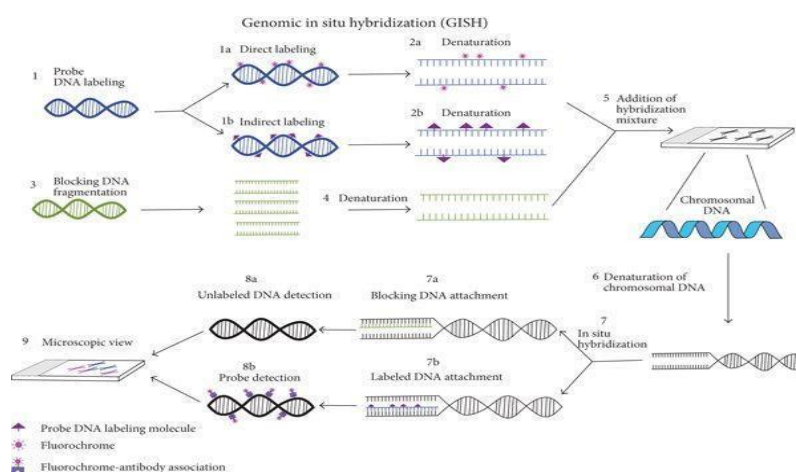 Genomic in situ hybridization (GISH)
1 Probe
DNA labeling
1a Direct labeling
2a Denaturation
1b Indirect labeling
2b Denaturation
3 Blocking DNA
fragmentation
4 Denaturation
5 Addition of
hybridization
mixture
Chromosomal
DNA
6 Denaturation of
chromosomal DNA
7
In situ
hybridization
7a
Blocking DNA attachment
8a
Unlabeled DNA detection
7b
Labeled DNA attachment
8b
Probe detection
9 Microscopic view
Probe DNA labeling molecule
Fluorochrome
Fluorochrome-antibody association